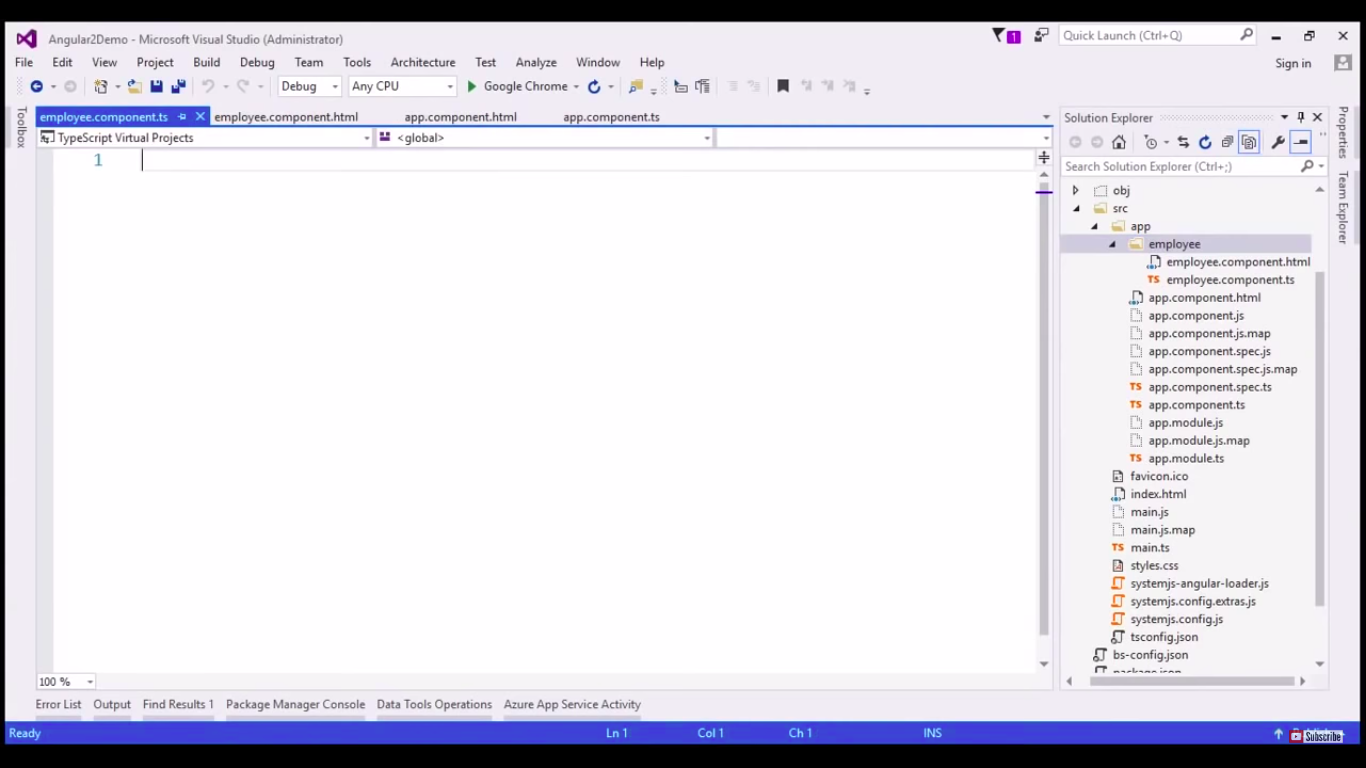 Angular2Demo - Microsoft Visual Studio (Administrator)
1
Quick Launch (Ctrl+Q)
File Edit View Project Build Debug Team Tools Architecture Test Analyze Window Help
Sign in
Debug Any CPU Google Chrome
Toolbox
employee.component.ts employee.component.html app.component.html app.component.ts
TypeScript Virtual Projects <global>
1
100 %
Solution Explorer
Search Solution Explorer (Ctrl+;)
obj
src
app
employee
employee.component.html
employee.component.ts
app.component.html
app.component.js
app.component.js.map
app.component.spec.js
app.component.spec.js.map
app.component.spec.ts
app.component.ts
app.module.js
app.module.js.map
app.module.ts
favicon.ico
index.html
main.js
main.js.map
main.ts
styles.css
systemjs-angular-loader.js
systemjs.config.extras.js
systemjs.config.js
tsconfig.json
bs-config.json
package.json
Properties
Team Explorer
Error List Output Find Results 1 Package Manager Console Data Tools Operations Azure App Service Activity
Ready Ln 1 Col 1 Ch 1 INS
Subscribe